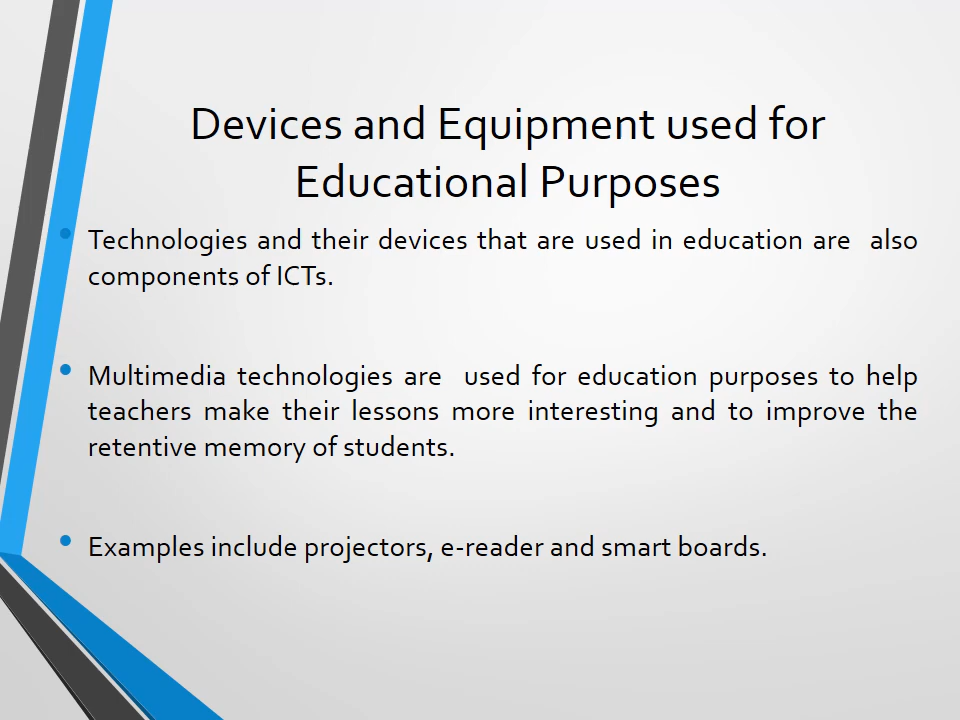 Devices and Equipment used for
Educational Purposes
• Technologies and their devices that are used in education are  also
components of ICTs.
• Multimedia technologies are  used for education purposes to help
teachers make their lessons more interesting and to improve the
retentive memory of students.
• Examples include projectors, e-reader and smart boards.